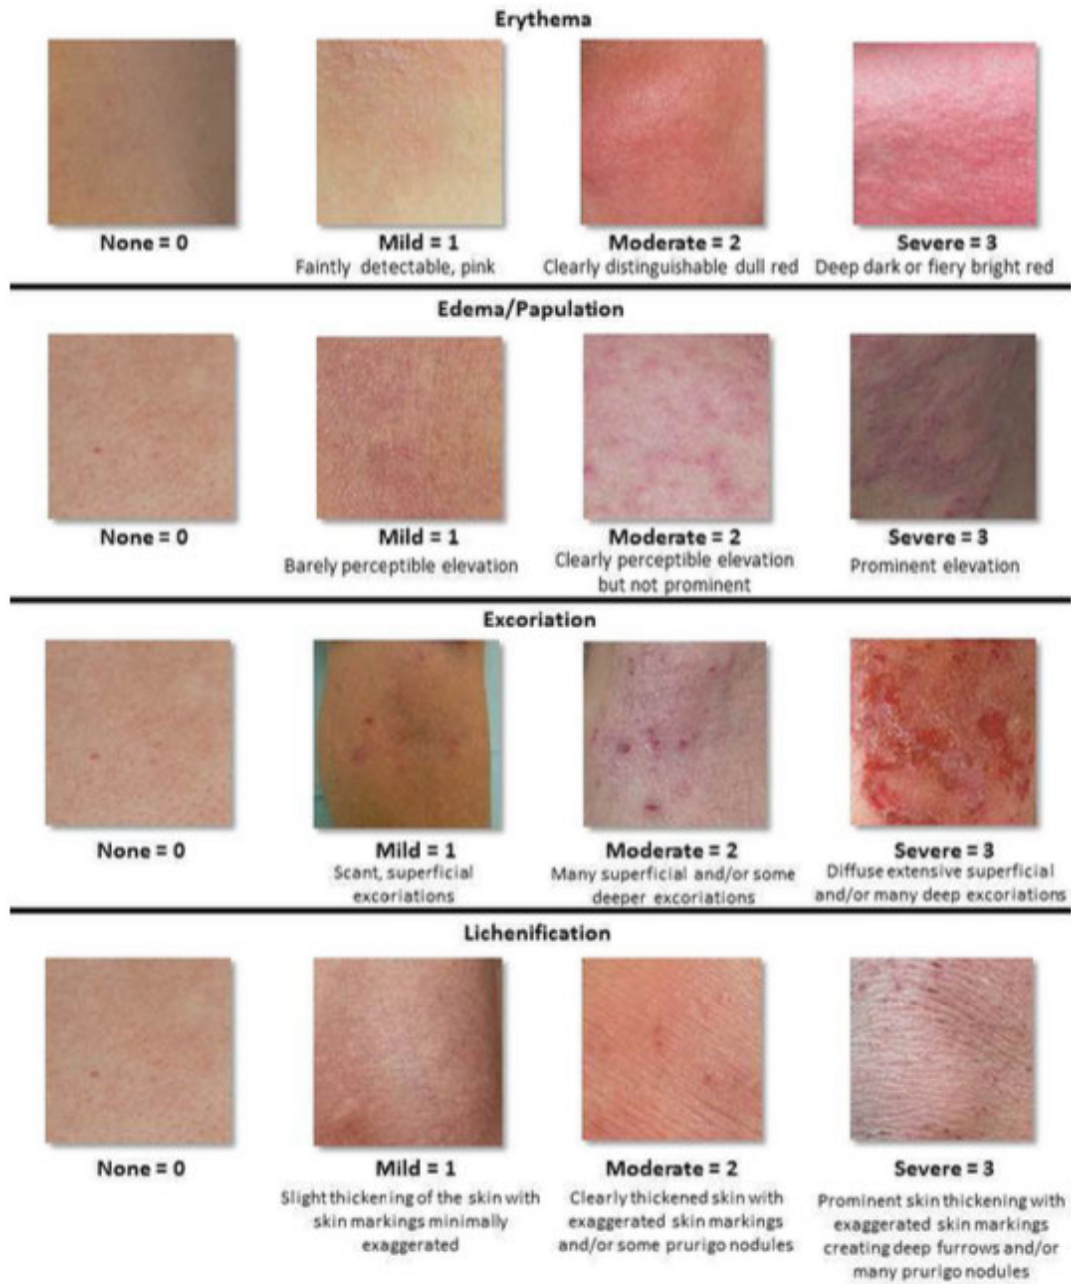 Erythema
None = 0
Mild = 1
Moderate = 2
Severe = 3
Faintly detectable, pink
Clearly distinguishable dull red
Deep dark or fiery bright red
Edema/Papulation
None = 0
Mild = 1
Moderate = 2
Severe = 3
Barely perceptible elevation
Clearly perceptible elevation
but not prominent
Prominent elevation
Excoriation
None = 0
Mild = 1
Moderate = 2
Severe = 3
Scant, superficial
excoriations
Many superficial and/or some
deeper excoriations
Diffuse extensive superficial
and/or many deep excoriations
Lichenification
None = 0
Mild = 1
Moderate = 2
Severe = 3
Slight thickening of the skin with
skin markings minimally
exaggerated
Clearly thickened skin with
exaggerated skin markings
and/or some prurigo nodules
Prominent skin thickening with
exaggerated skin markings
creating deep furrows and/or
many prurigo nodules